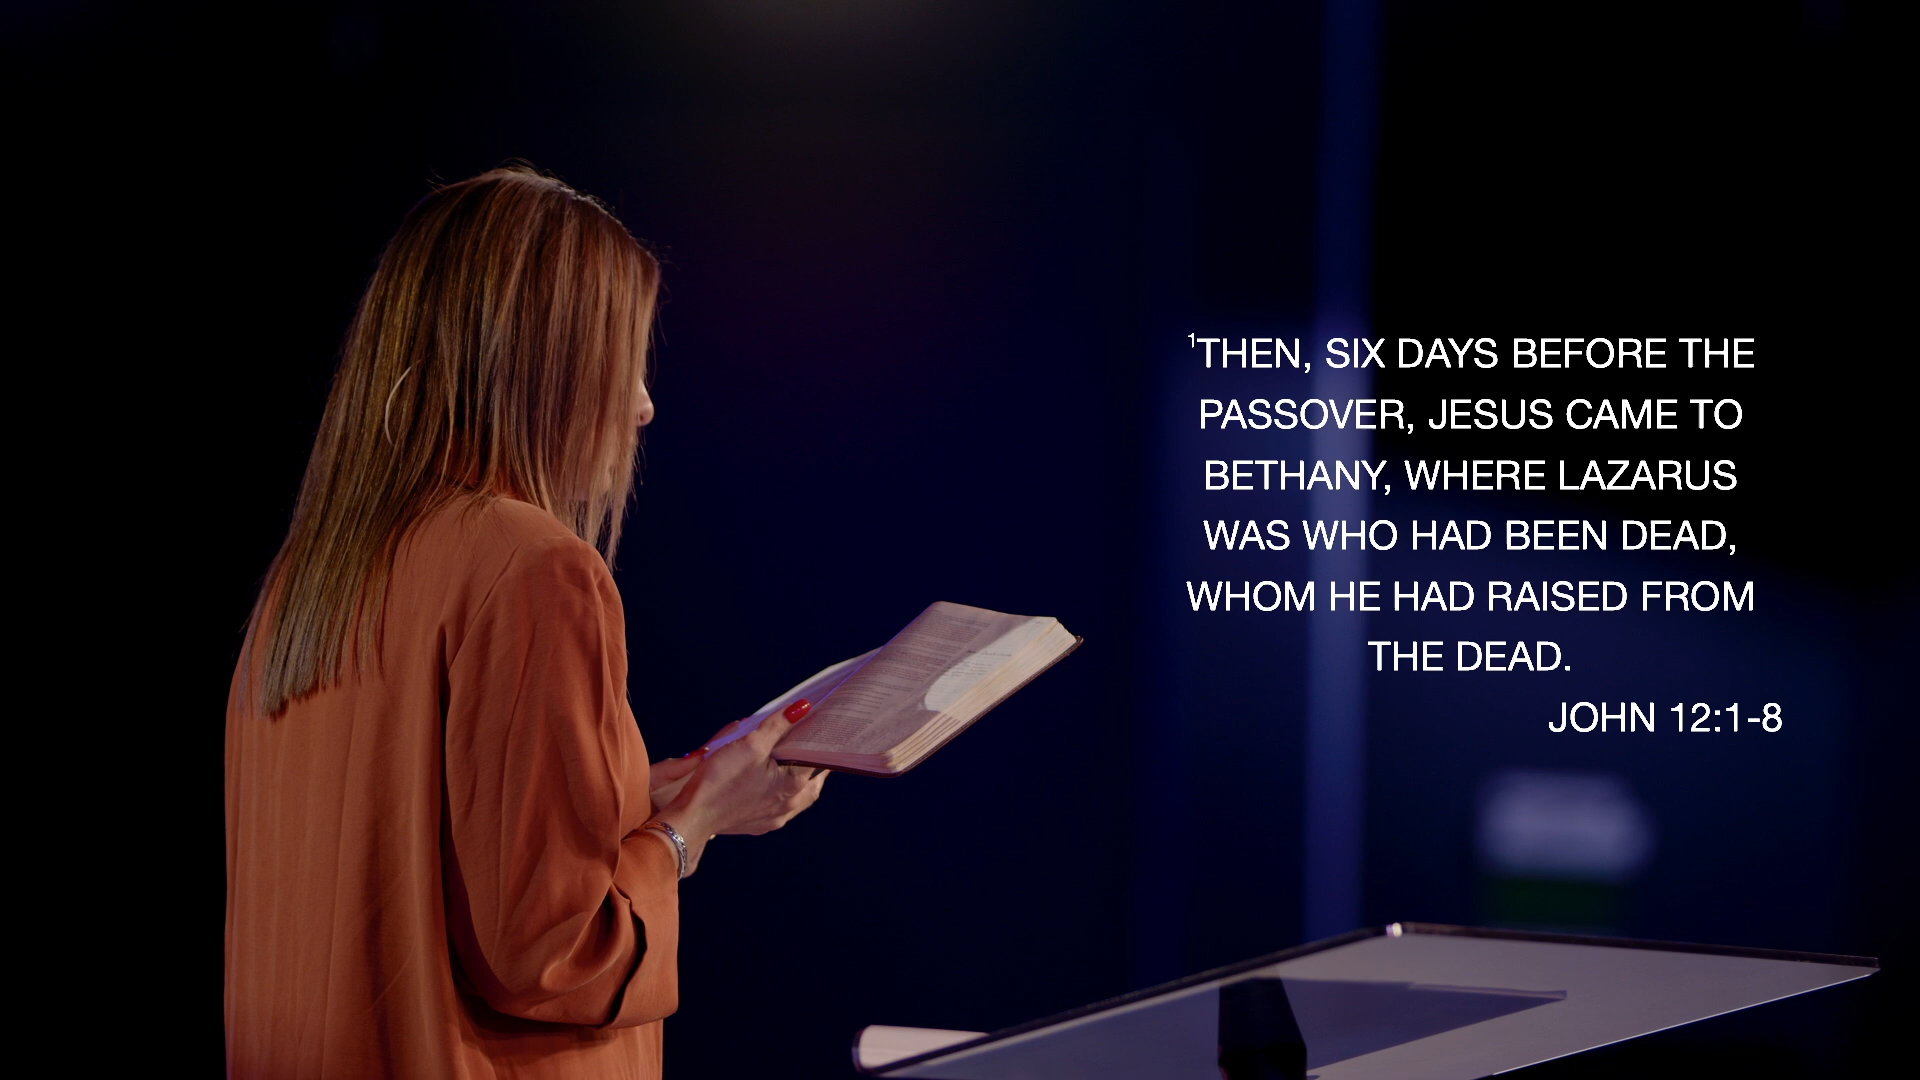 ¹THEN, SIX DAYS BEFORE THE
PASSOVER, JESUS CAME TO
BETHANY, WHERE LAZARUS
WAS WHO HAD BEEN DEAD,
WHOM HE HAD RAISED FROM
THE DEAD.
JOHN 12:1-8